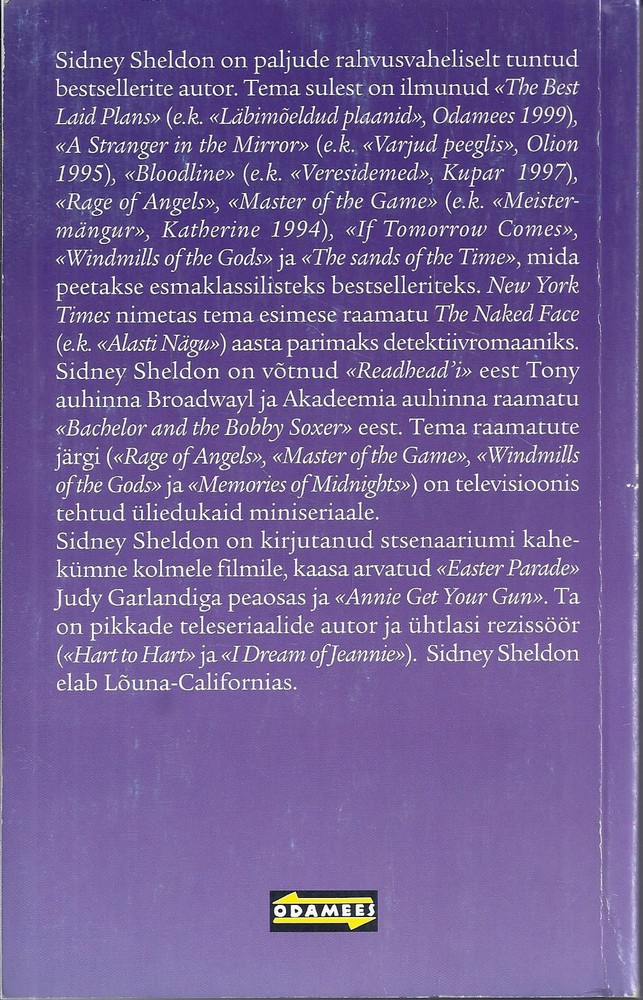 Sidney Sheldon on paljude rahvusvaheliselt tuntud
bestsellerite autor. Tema sulest on ilmunud «The Best
Laid Plans» (e.k. «Läbimõeldud plaanid», Odamees 1999),
«A Stranger in the Mirror» (e.k. «Varjud peeglis», Olion
1995), «Bloodline» (e.k. «Veresidemed», Kupar 1997),
«Rage of Angels», «Master of the Game» (e.k. «Meister-
mängur», Katherine 1994), «If Tomorrow Comes»,
«Windmills of the Gods» ja «The sands of the Time», mida
peetakse esmaklassilisteks bestselleriteks. New York
Times nimetas tema esimese raamatu The Naked Face
(e.k. «Alasti Nägu») aasta parimaks detektiivromaaniks.
Sidney Sheldon on võtnud «Readhead'i» eest Tony
auhinna Broadwayl ja Akadeemia auhinna raamatu
«Bachelor and the Bobby Soxer» eest. Tema raamatute
järgi («Rage of Angels», «Master of the Game», «Windmills
of the Gods» ja «Memories of Midnights») on televisioonis
tehtud üliedukaid miniseriaale.
Sidney Sheldon on kirjutanud stsenaariumi kahe-
kümne kolmele filmile, kaasa arvatud «Easter Parade»
Judy Garlandiga peaosas ja «Annie Get Your Gun». Ta
on pikkade teleseriaalide autor ja ühtlasi rezissöör
(«Hart to Hart» ja «I Dream of Jeannie»). Sidney Sheldon
elab Lõuna-Californias.
ODAMEES